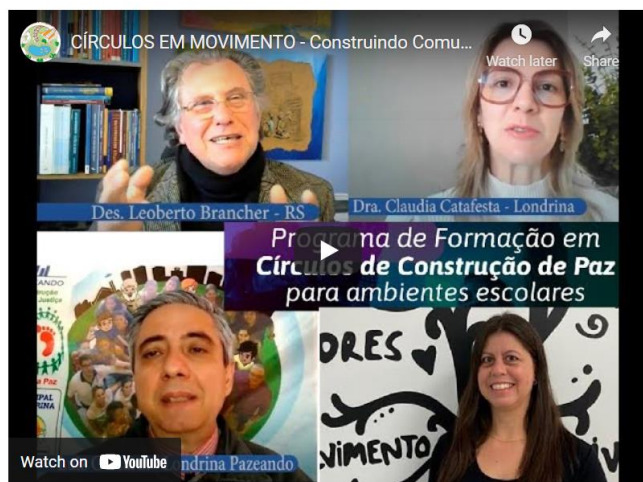 CÍRCULOS EM MOVIMENTO - Construindo Comu...
Watch later
Share
Des. Leoberto Brancher - RS
Dra. Claudia Catafesta - Londrina
Programa de Formação em
Círculos de Construção de Paz
para ambientes escolares
ORES
VIMENTO
Watch on YouTube
ondrina Pazeando